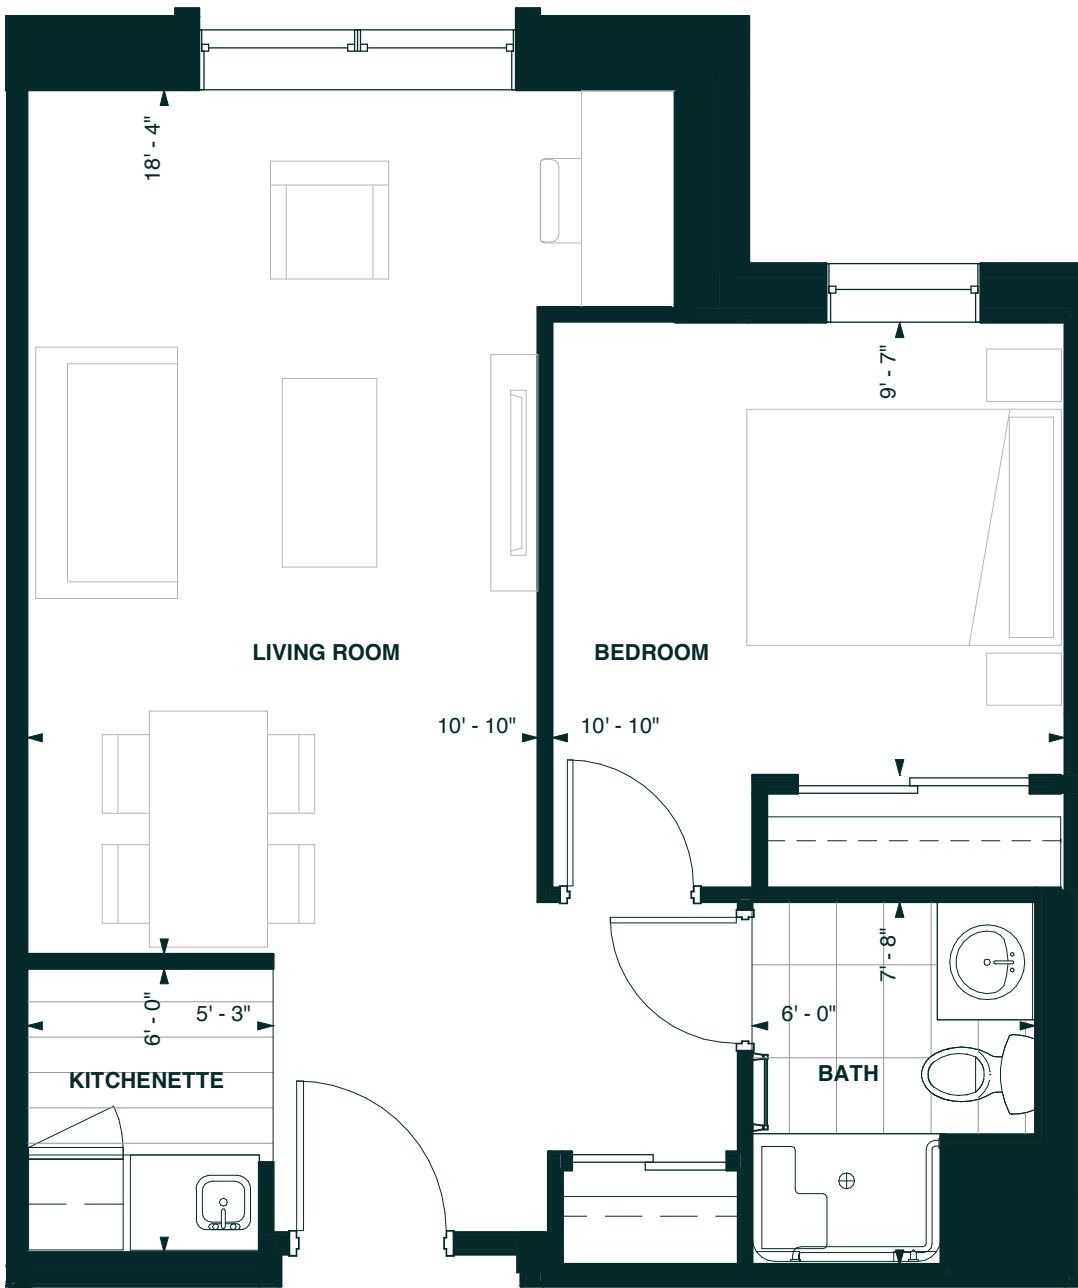 18' - 4"
9' - 7"
LIVING ROOM
BEDROOM
10' - 10"
10' - 10"
7' - 8"
6' - 0"
5' - 3"
6' - 0"
KITCHENETTE
BATH